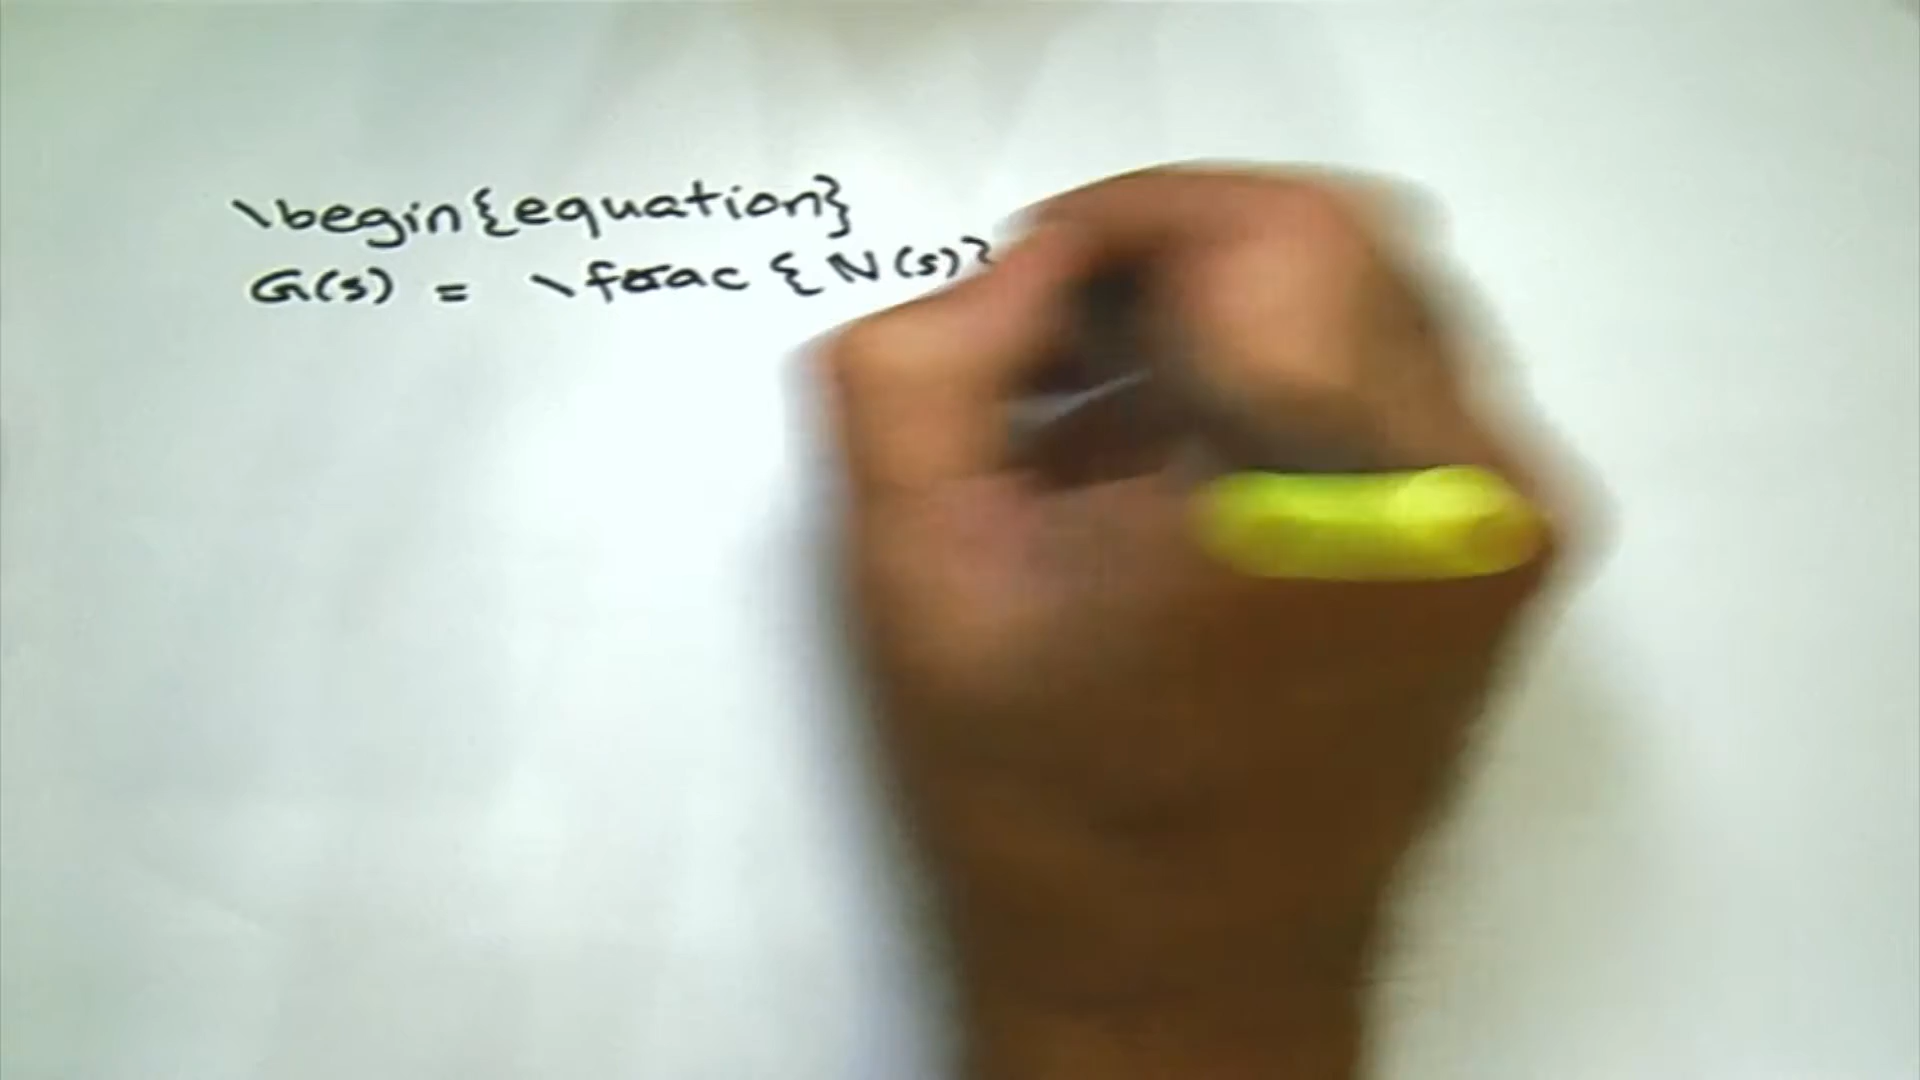 \begin{equation}
G(s) = \frac {N(s)}